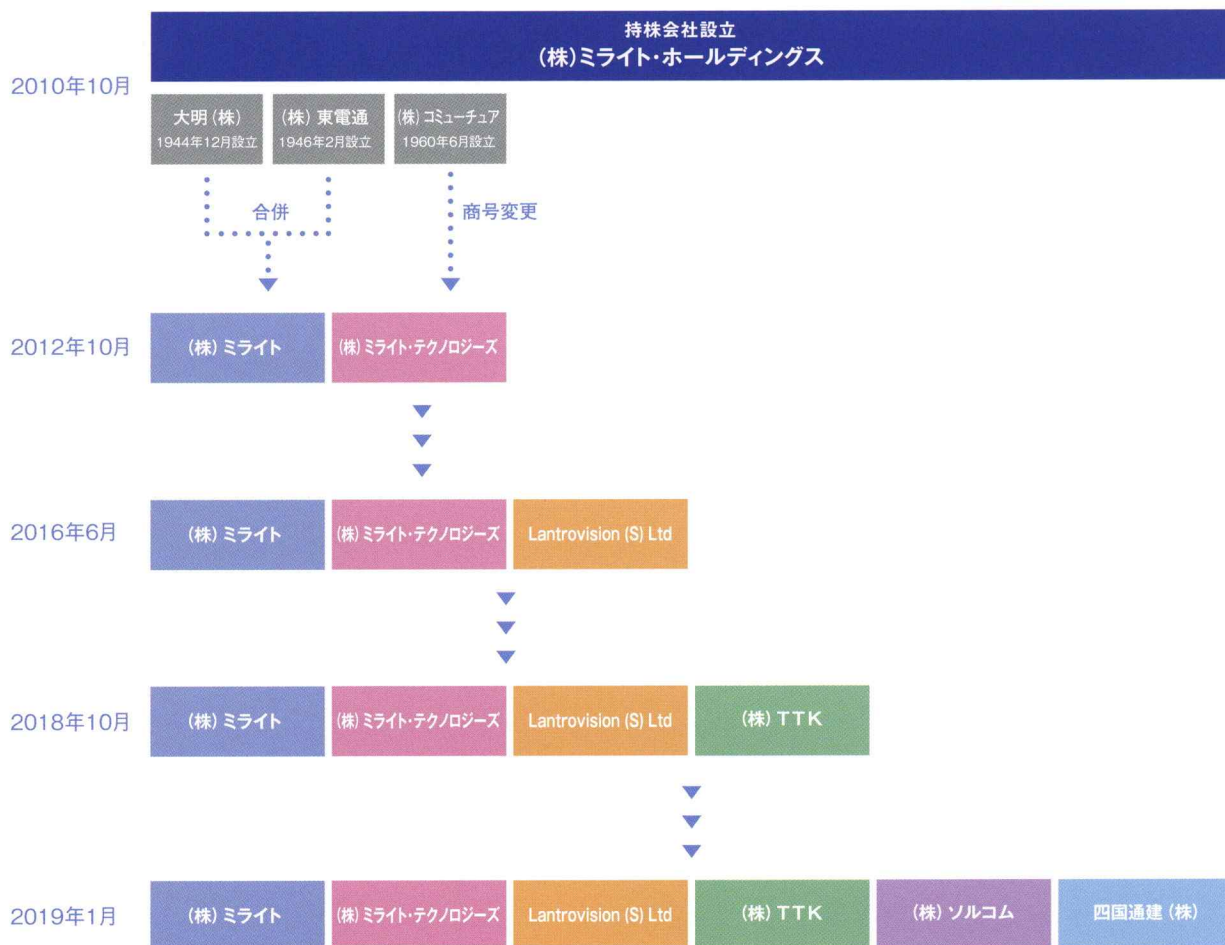 持株会社設立
(株)ミライト・ホールディングス
2010年10月
大明(株)
1944年12月設立
(株)東電通
1946年2月設立
(株)コミューチュア
1960年6月設立
合併
商号変更
2012年10月
(株)ミライト
(株)ミライト・テクノロジーズ
2016年6月
(株)ミライト
(株)ミライト・テクノロジーズ
Lantrovision (S) Ltd
2018年10月
(株)ミライト
(株)ミライト・テクノロジーズ
Lantrovision (S) Ltd
(株)TTK
2019年1月
(株)ミライト
(株)ミライト・テクノロジーズ
Lantrovision (S) Ltd
(株)TTK
(株)ソルコム
四国通建(株)